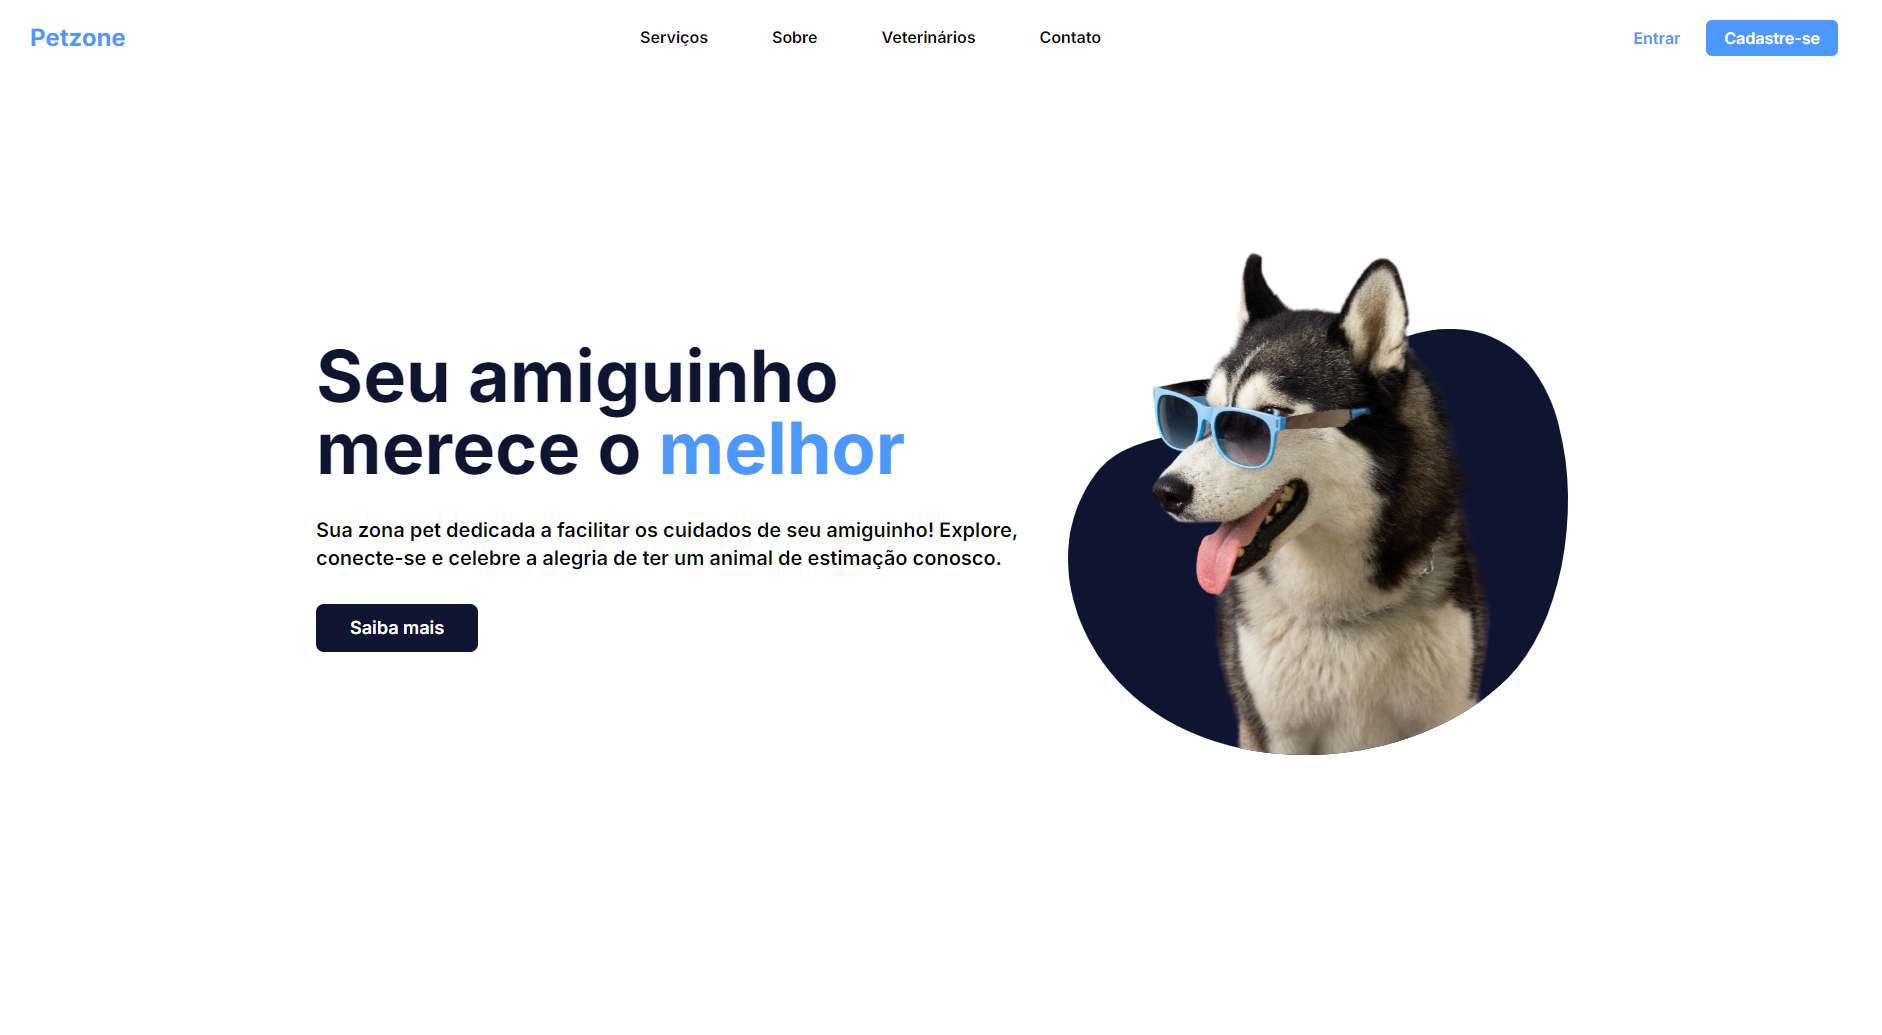 Petzone
Serviços
Sobre
Veterinários
Contato
Entrar
Cadastre-se
Seu amiguinho
merece o melhor
Sua zona pet dedicada a facilitar os cuidados de seu amiguinho! Explore,
conecte-se e celebre a alegria de ter um animal de estimação conosco.
Saiba mais